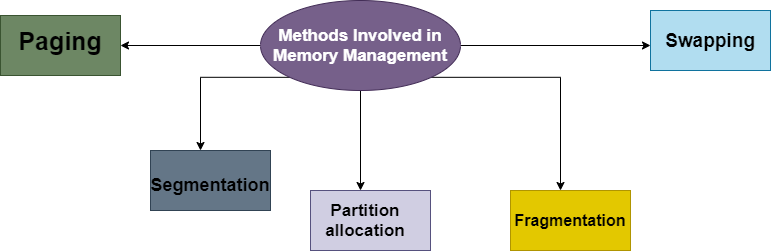 Methods Involved in
Memory Management
Paging
Swapping
Segmentation
Partition
allocation
Fragmentation